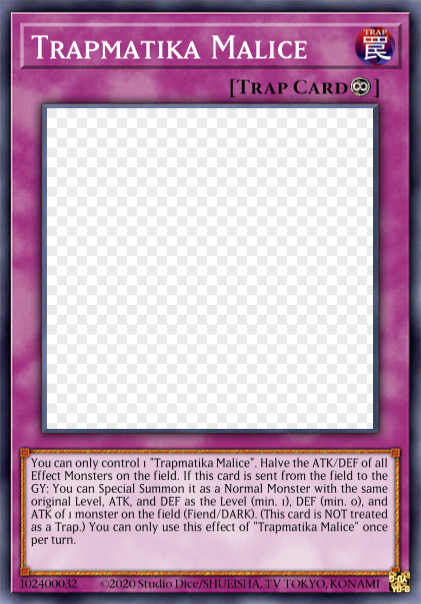 Trapmatika Malice
TRAP
罠
[Trap Card♾]
You can only control 1 "Trapmatika Malice". Halve the ATK/DEF of all
Effect Monsters on the field. If this card is sent from the field to the
GY: You can Special Summon it as a Normal Monster with the same
original Level, ATK, and DEF as the Level (min. 1), DEF (min. 0), and
ATK of 1 monster on the field (Fiend/DARK). (This card is NOT treated
as a Trap.) You can only use this effect of "Trapmatika Malice" once
per turn.
102400032 ©2020 Studio Dice/SHUEISHA, TV TOKYO, KONAMI